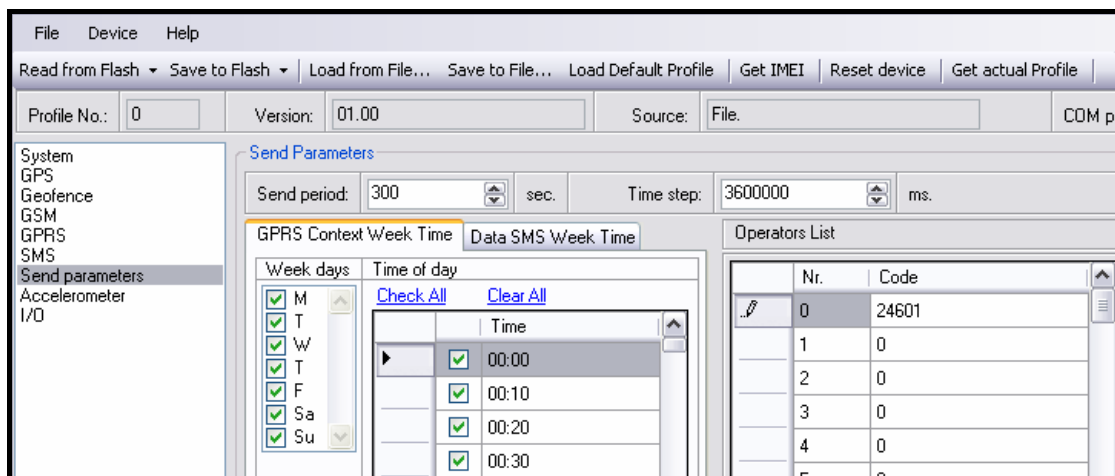 File Device Help
Read from Flash Save to Flash Load from File... Save to File... Load Default Profile Get IMEI Reset device Get actual Profile
Profile No.: 0 Version: 01.00 Source: File. COM p
System
GPS
Geofence
GSM
GPRS
SMS
Send parameters
Accelerometer
I/O
Send Parameters
Send period: 300 sec. Time step: 3600000 ms.
GPRS Context Week Time Data SMS Week Time
Week days
M
T
W
T
F
Sa
Su
Time of day
Check All Clear All
Time
00:00
00:10
00:20
00:30
Operators List
Nr. Code
0 24601
1 0
2 0
3 0
4 0